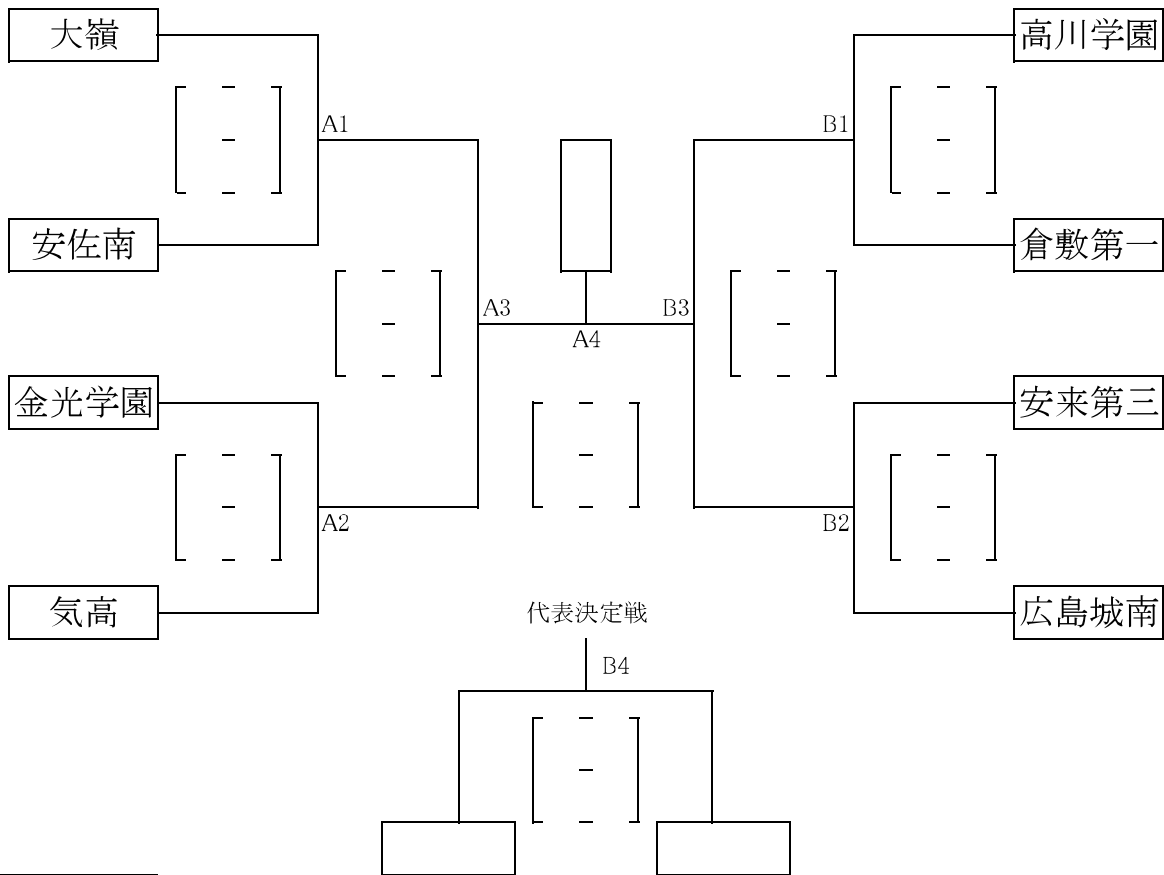 大嶺
高川学園
A1
B1
安佐南
倉敷第一
A3
B3
A4
金光学園
安来第三
A2
B2
気高
広島城南
代表決定戦
B4